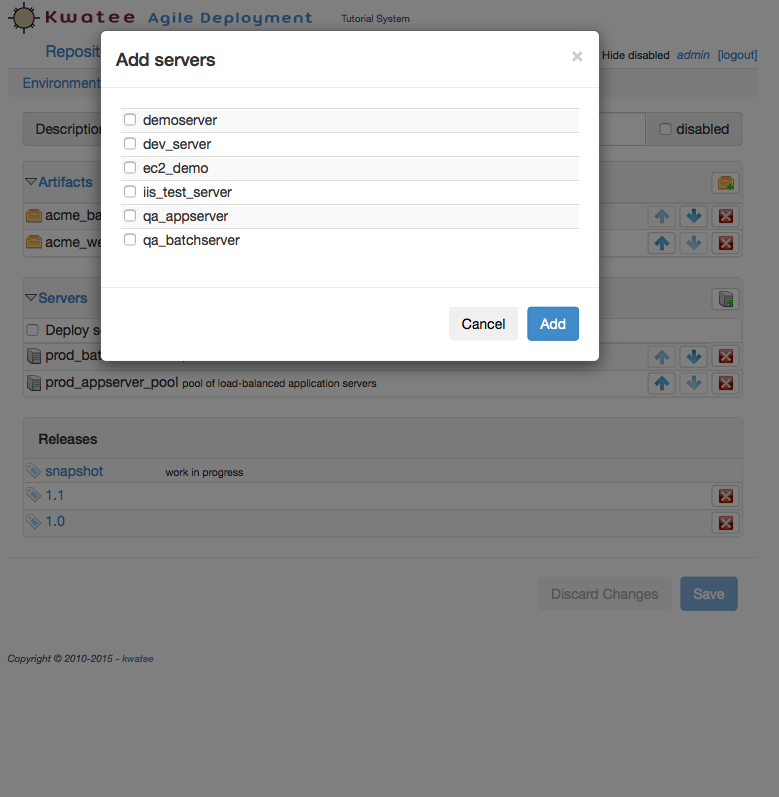 Kwatee Agile Deployment Tutorial System
Reposit
Hide disabled admin [logout]
Environment
Add servers ×
demoserver
dev_server
ec2_demo
iis_test_server
qa_appserver
qa_batchserver
Cancel Add
Description
disabled
Artifacts
acme_ba
acme_we
Servers
Deploy s
prod_bat
prod_appserver_pool pool of load-balanced application servers
Releases
snapshot work in progress
1.1
1.0
Discard Changes Save
Copyright © 2010-2015 - kwatee